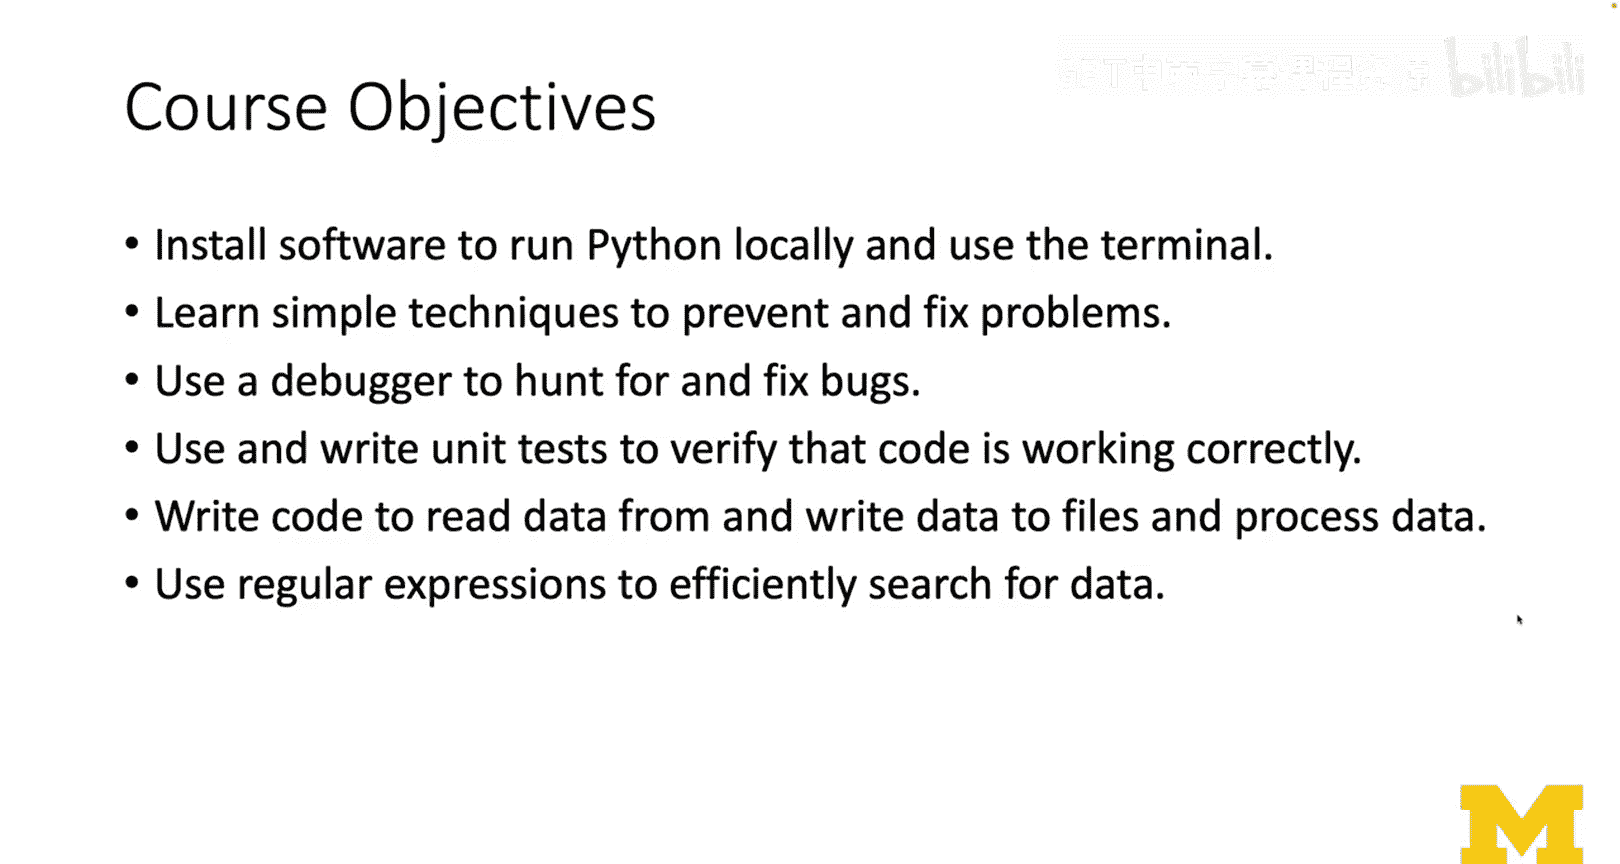 bilibili
Course Objectives
• Install software to run Python locally and use the terminal.
• Learn simple techniques to prevent and fix problems.
• Use a debugger to hunt for and fix bugs.
• Use and write unit tests to verify that code is working correctly.
• Write code to read data from and write data to files and process data.
• Use regular expressions to efficiently search for data.
M